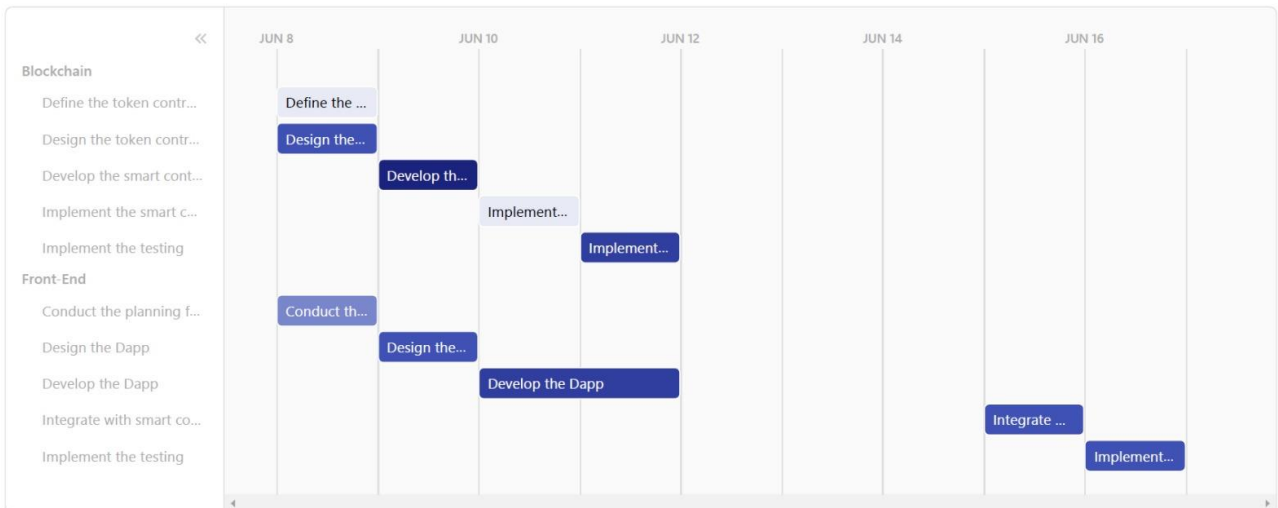 «
JUN 8 JUN 10 JUN 12 JUN 14 JUN 16
Blockchain
Define the token contr... Define the ...
Design the token contr... Design the...
Develop the smart cont... Develop th...
Implement the smart c... Implement...
Implement the testing Implement...
Front-End
Conduct the planning f... Conduct th...
Design the Dapp Design the...
Develop the Dapp Develop the Dapp
Integrate with smart co... Integrate ...
Implement the testing Implement...